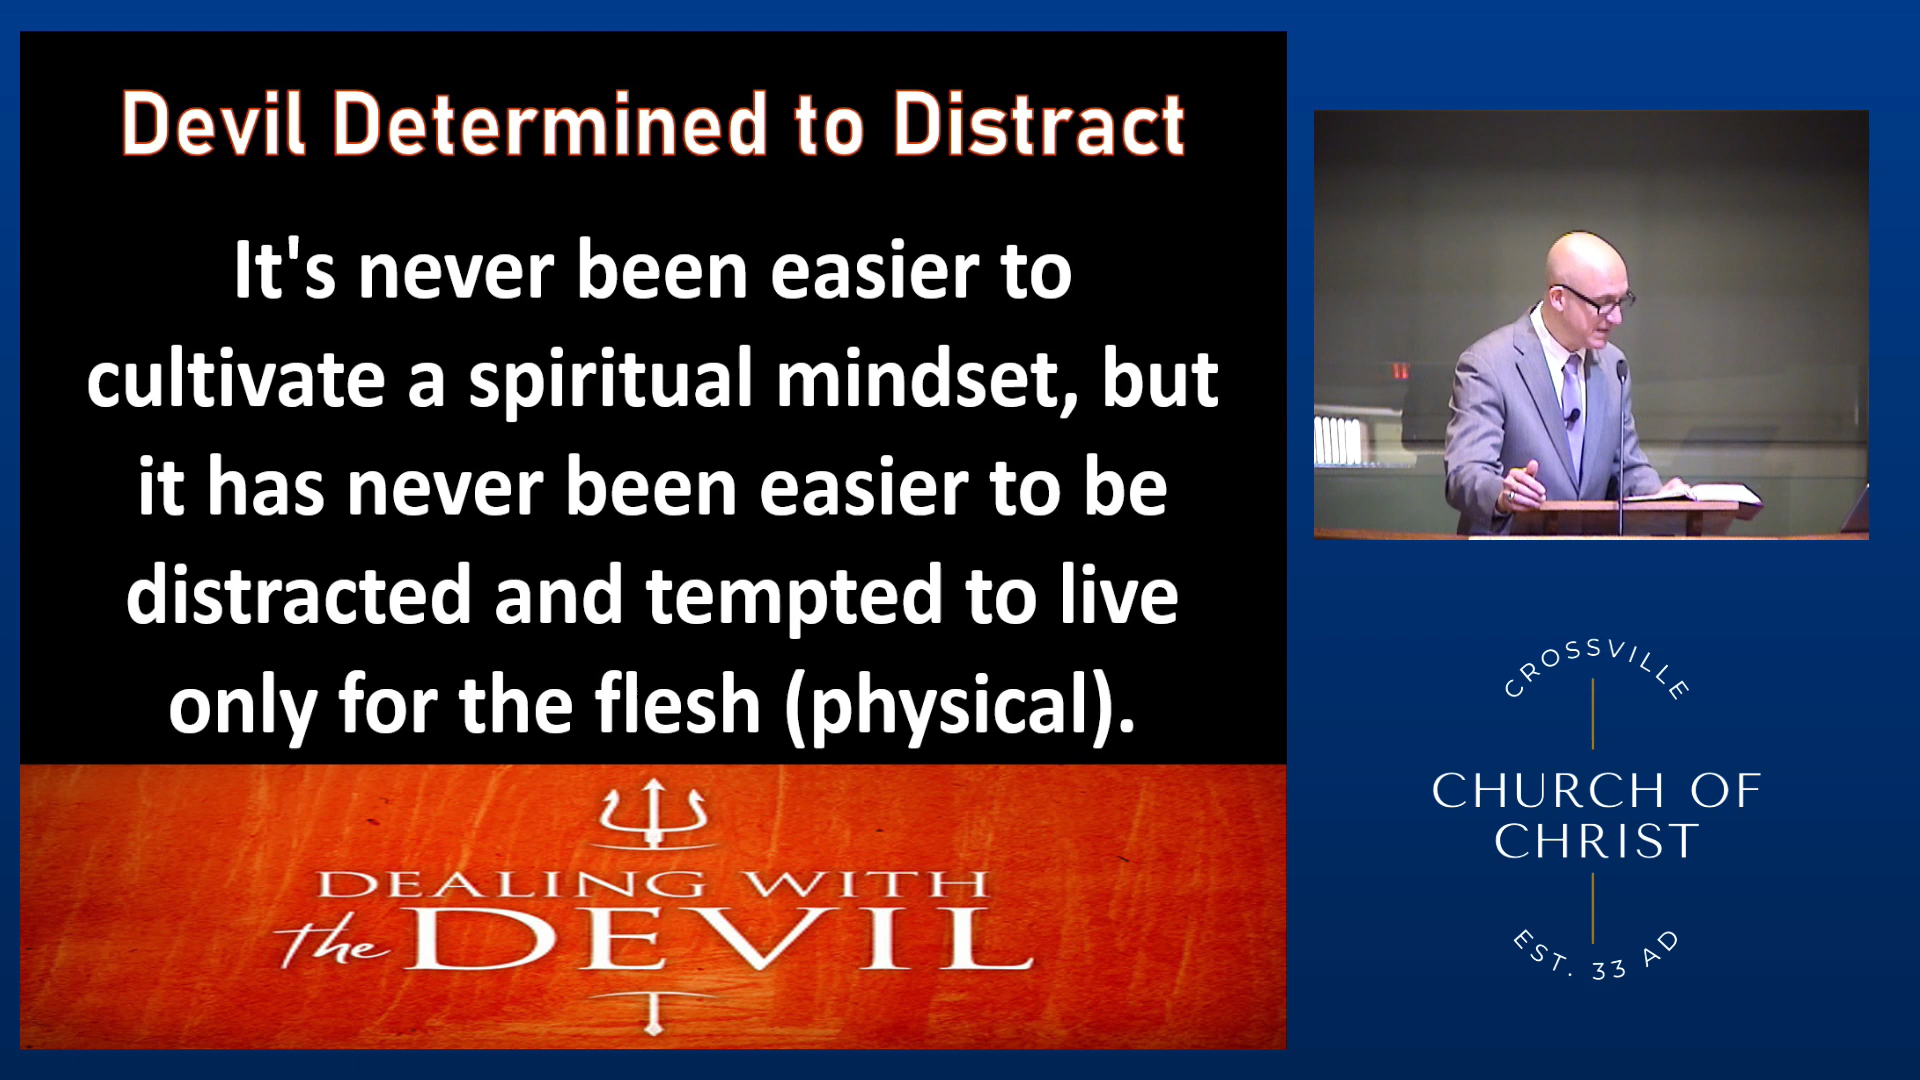 Devil Determined to Distract
It's never been easier to
cultivate a spiritual mindset, but
it has never been easier to be
distracted and tempted to live
only for the flesh (physical).
DEALING WITH
the DEVIL
CROSSVILLE
CHURCH OF
CHRIST
EST. 33 AD